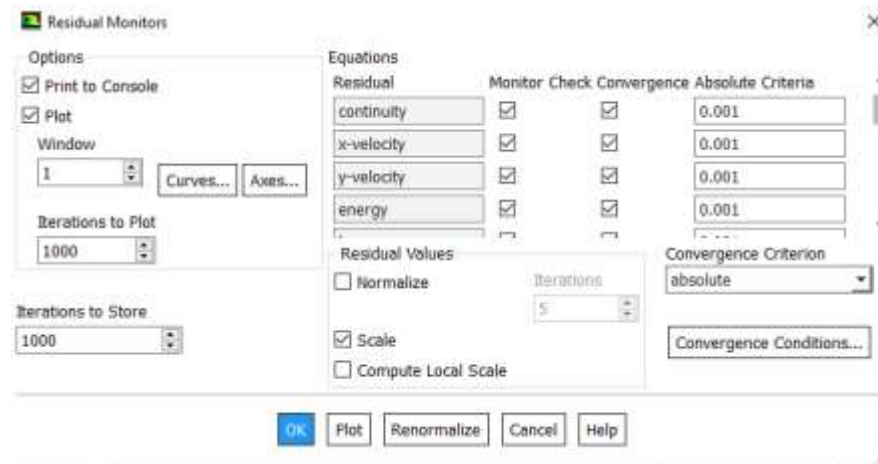 Residual Monitors
Options
Print to Console
Plot
Window
1
Curves...
Axes...
Iterations to Plot
1000
Iterations to Store
1000
Equations
Residual Monitor Check Convergence Absolute Criteria
continuity 0.001
x-velocity 0.001
y-velocity 0.001
energy 0.001
Residual Values
Normalize
Iterations
5
Scale
Compute Local Scale
Convergence Criterion
absolute
Convergence Conditions...
OK Plot Renormalize Cancel Help